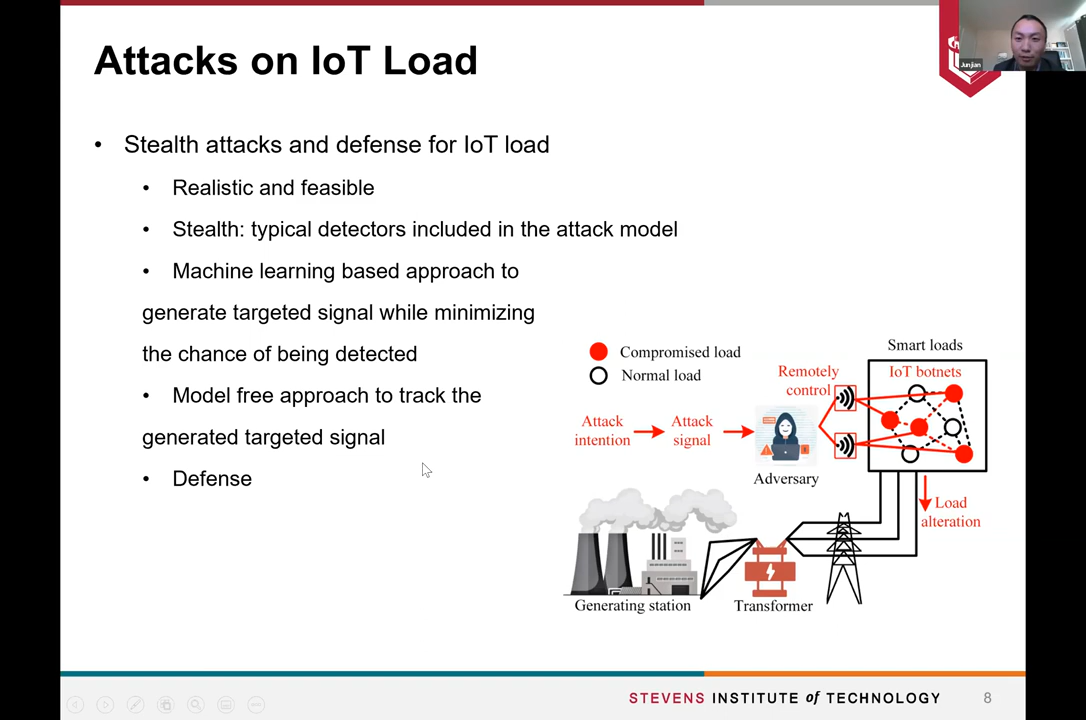 Attacks on IoT Load
Junjian
• Stealth attacks and defense for IoT load
• Realistic and feasible
• Stealth: typical detectors included in the attack model
• Machine learning based approach to
generate targeted signal while minimizing
the chance of being detected
• Model free approach to track the
generated targeted signal
• Defense
Compromised load
Normal load
Smart loads
IoT botnets
Remotely
control
Attack
intention
Attack
signal
Adversary
Load
alteration
Generating station
Transformer
STEVENS INSTITUTE of TECHNOLOGY
8